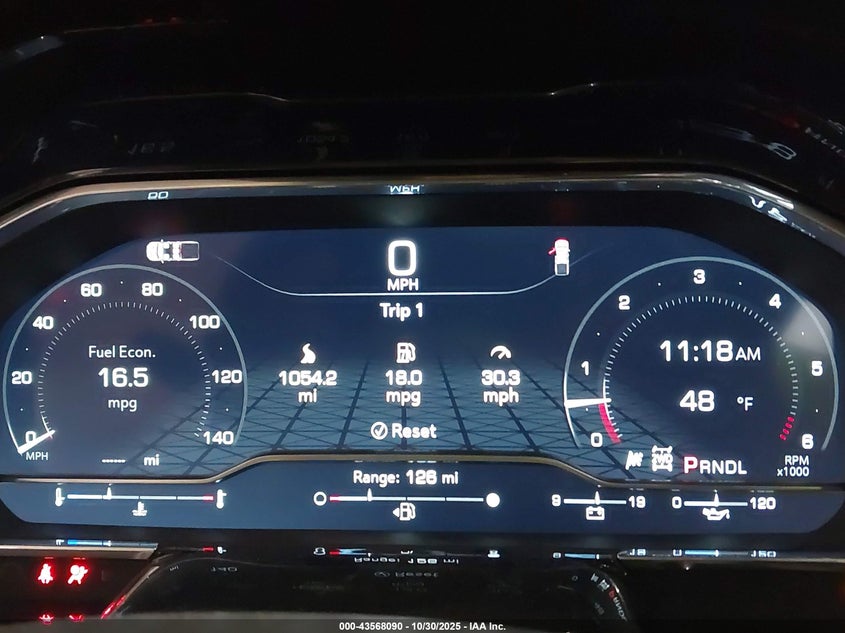 0
MPH
Trip 1
1054.2 18.0 30.3
mi mpg mph
Reset
0 20 40 60 80 100 120 140
MPH
Fuel Econ.
16.5
mpg
----- mi
0 1 2 3 4 5 6
11:18 AM
48 °F
PRNDL
RPM
x1000
Range: 126 mi
9 19
0 120
000-43568090 - 10/30/2025 - IAA Inc.